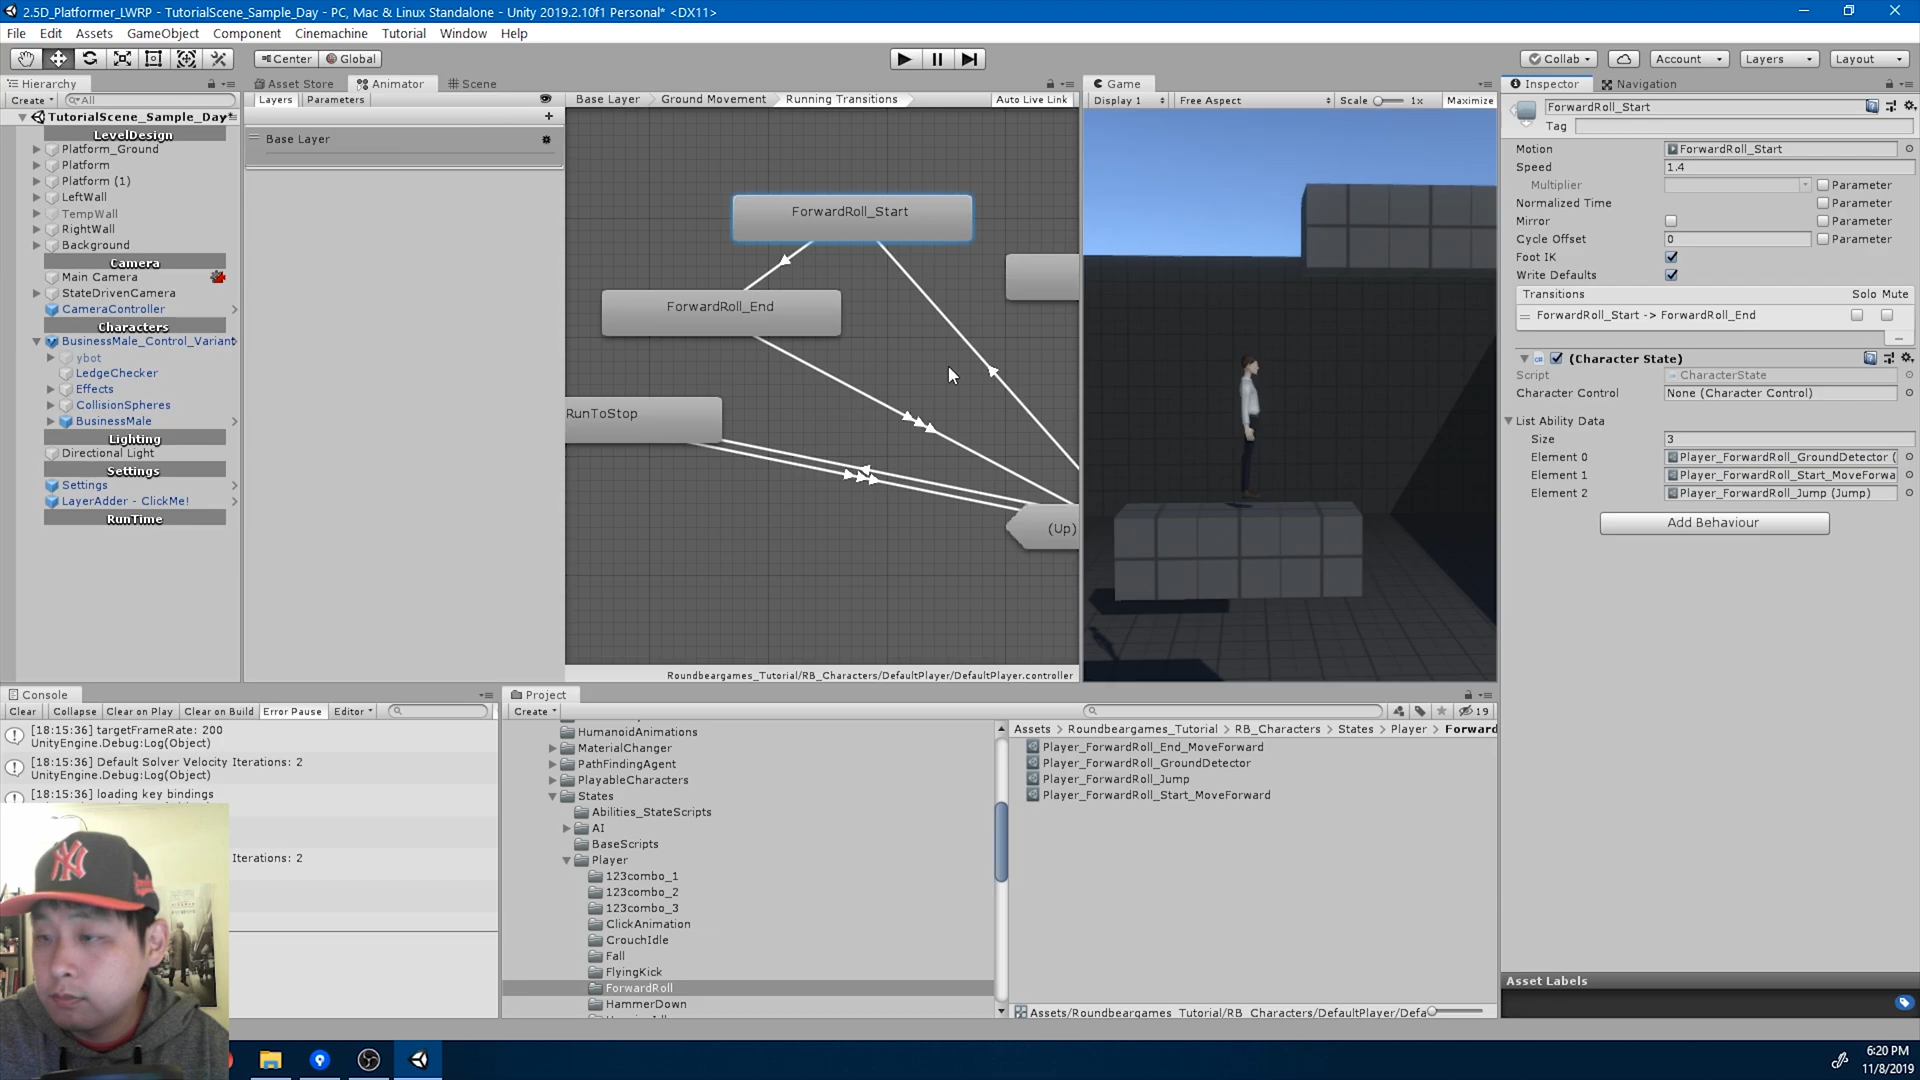 2.5D_Platformer_LWRP - TutorialScene_Sample_Day - PC, Mac & Linux Standalone - Unity 2019.2.10f1 Personal* <DX11>
File Edit Assets GameObject Component Cinemachine Tutorial Window Help
Center Global Collab Account Layers Layout
Hierarchy
Create All
TutorialScene_Sample_Day*
LevelDesign
Platform_Ground
Platform
Platform (1)
LeftWall
TempWall
RightWall
Background
Camera
Main Camera
StateDrivenCamera
CameraController
Characters
BusinessMale_Control_Variant
ybot
LedgeChecker
Effects
CollisionSpheres
BusinessMale
Lighting
Directional Light
Settings
Settings
LayerAdder - ClickMe!
RunTime
Asset Store Animator Scene
Layers Parameters
Base Layer
Base Layer Ground Movement Running Transitions Auto Live Link
ForwardRoll_Start
ForwardRoll_End
RunToStop
(Up)
Roundbeargames_Tutorial/RB_Characters/DefaultPlayer/DefaultPlayer.controller
Game
Display 1 Free Aspect Scale 1x Maximize
Inspector Navigation
ForwardRoll_Start
Tag
Motion ForwardRoll_Start
Speed 1.4
Multiplier Parameter
Normalized Time Parameter
Mirror Parameter
Cycle Offset 0 Parameter
Foot IK
Write Defaults
Transitions Solo Mute
ForwardRoll_Start -> ForwardRoll_End
(Character State)
Script CharacterState
Character Control None (Character Control)
List Ability Data
Size 3
Element 0 Player_ForwardRoll_GroundDetector (
Element 1 Player_ForwardRoll_Start_MoveForwa
Element 2 Player_ForwardRoll_Jump (Jump)
Add Behaviour
Asset Labels
Console
Clear Collapse Clear on Play Clear on Build Error Pause Editor
[18:15:36] targetFrameRate: 200
UnityEngine.Debug:Log(Object)
[18:15:36] Default Solver Velocity Iterations: 2
UnityEngine.Debug:Log(Object)
[18:15:36] loading key bindings
Iterations: 2
Project
Create 19
HumanoidAnimations
MaterialChanger
PathFindingAgent
PlayableCharacters
States
Abilities_StateScripts
AI
BaseScripts
Player
123combo_1
123combo_2
123combo_3
ClickAnimation
CrouchIdle
Fall
FlyingKick
ForwardRoll
HammerDown
Assets Roundbeargames_Tutorial RB_Characters States Player Forward
Player_ForwardRoll_End_MoveForward
Player_ForwardRoll_GroundDetector
Player_ForwardRoll_Jump
Player_ForwardRoll_Start_MoveForward
Assets/Roundbeargames_Tutorial/RB_Characters/DefaultPlayer/Defa
6:20 PM
11/8/2019